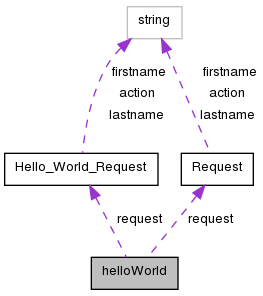 string
firstname
action
lastname
firstname
action
lastname
Hello_World_Request
Request
request
request
helloWorld